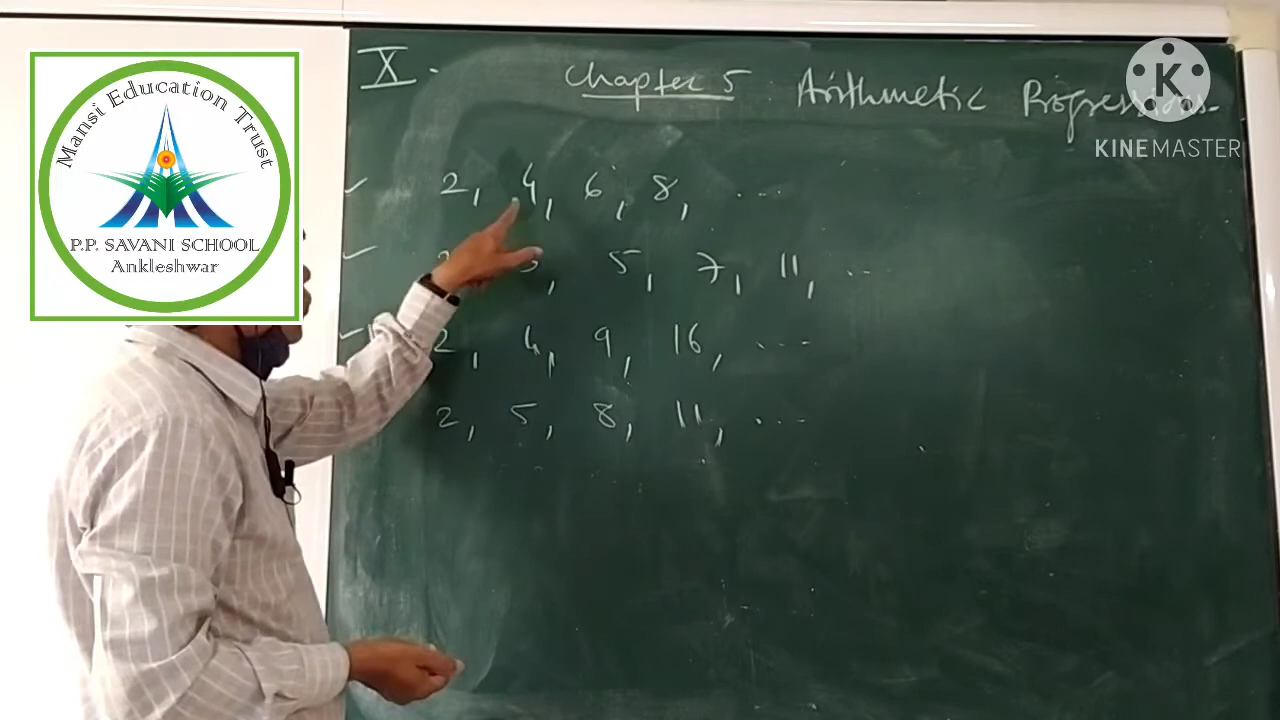 Mansi Education Trust
P.P. SAVANI SCHOOL
Ankleshwar
K
KINEMASTER
X.
Chapter 5 Arithmetic Progressions.
2, 4, 6, 8, ...
5, 7, 11, ...
2, 4, 9, 16, ...
2, 5, 8, 11, ...